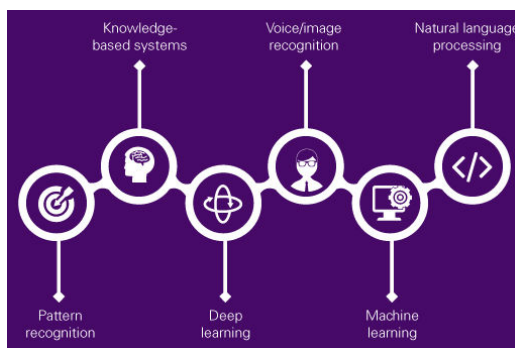 Knowledge-
based systems
Voice/image
recognition
Natural language
processing
Pattern
recognition
Deep
learning
Machine
learning